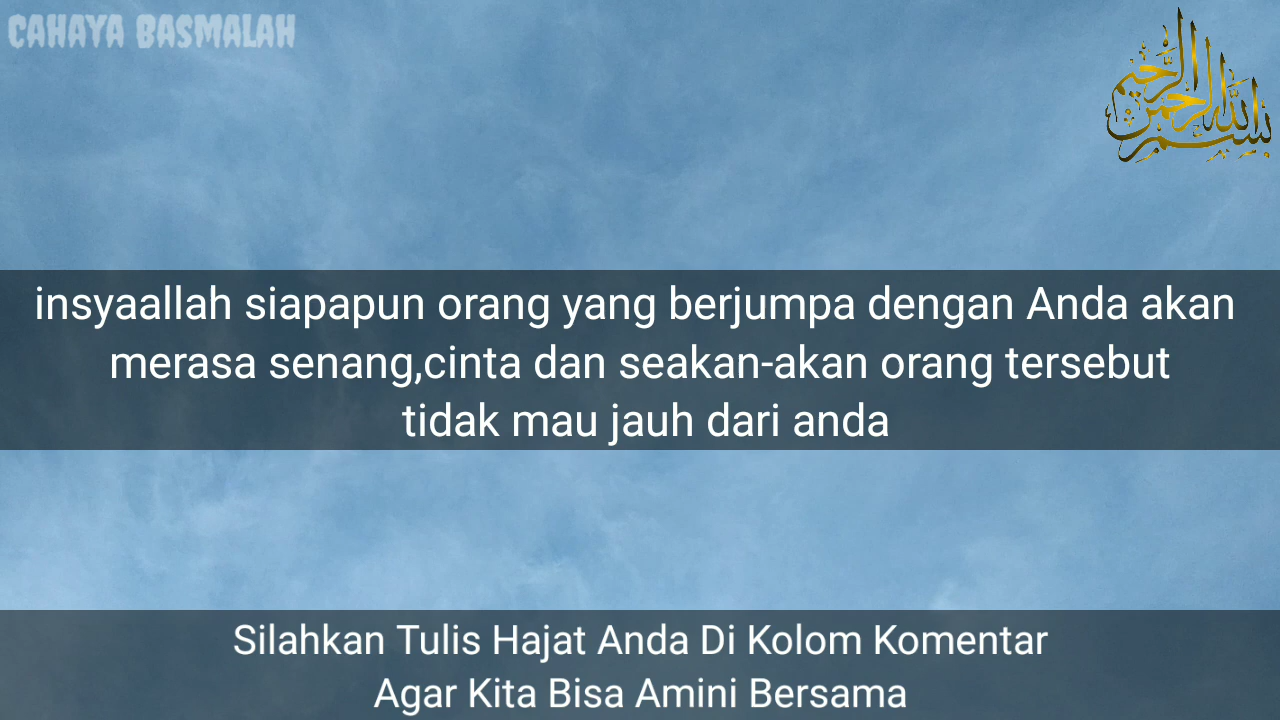 CAHAYA BASMALAH
بسم الله الرحمن الرحيم
insyaallah siapapun orang yang berjumpa dengan Anda akan
merasa senang,cinta dan seakan-akan orang tersebut
tidak mau jauh dari anda
Silahkan Tulis Hajat Anda Di Kolom Komentar
Agar Kita Bisa Amini Bersama